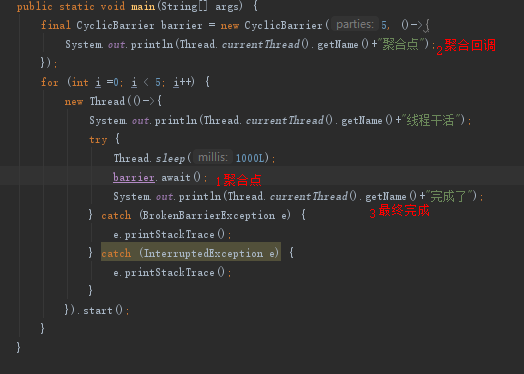 public static void main(String[] args) {
final CyclicBarrier barrier = new CyclicBarrier( parties: 5, ()->{
System.out.println(Thread.currentThread().getName()+"聚合点"); 2聚合回调
});
for (int i =0; i < 5; i++) {
new Thread(()->{
System.out.println(Thread.currentThread().getName()+"线程干活");
try {
Thread.sleep( millis: 1000L);
barrier.await(); 1聚合点
System.out.println(Thread.currentThread().getName()+"完成了");
3最终完成
} catch (BrokenBarrierException e) {
e.printStackTrace();
} catch (InterruptedException e) {
e.printStackTrace();
}
}).start();
}
}